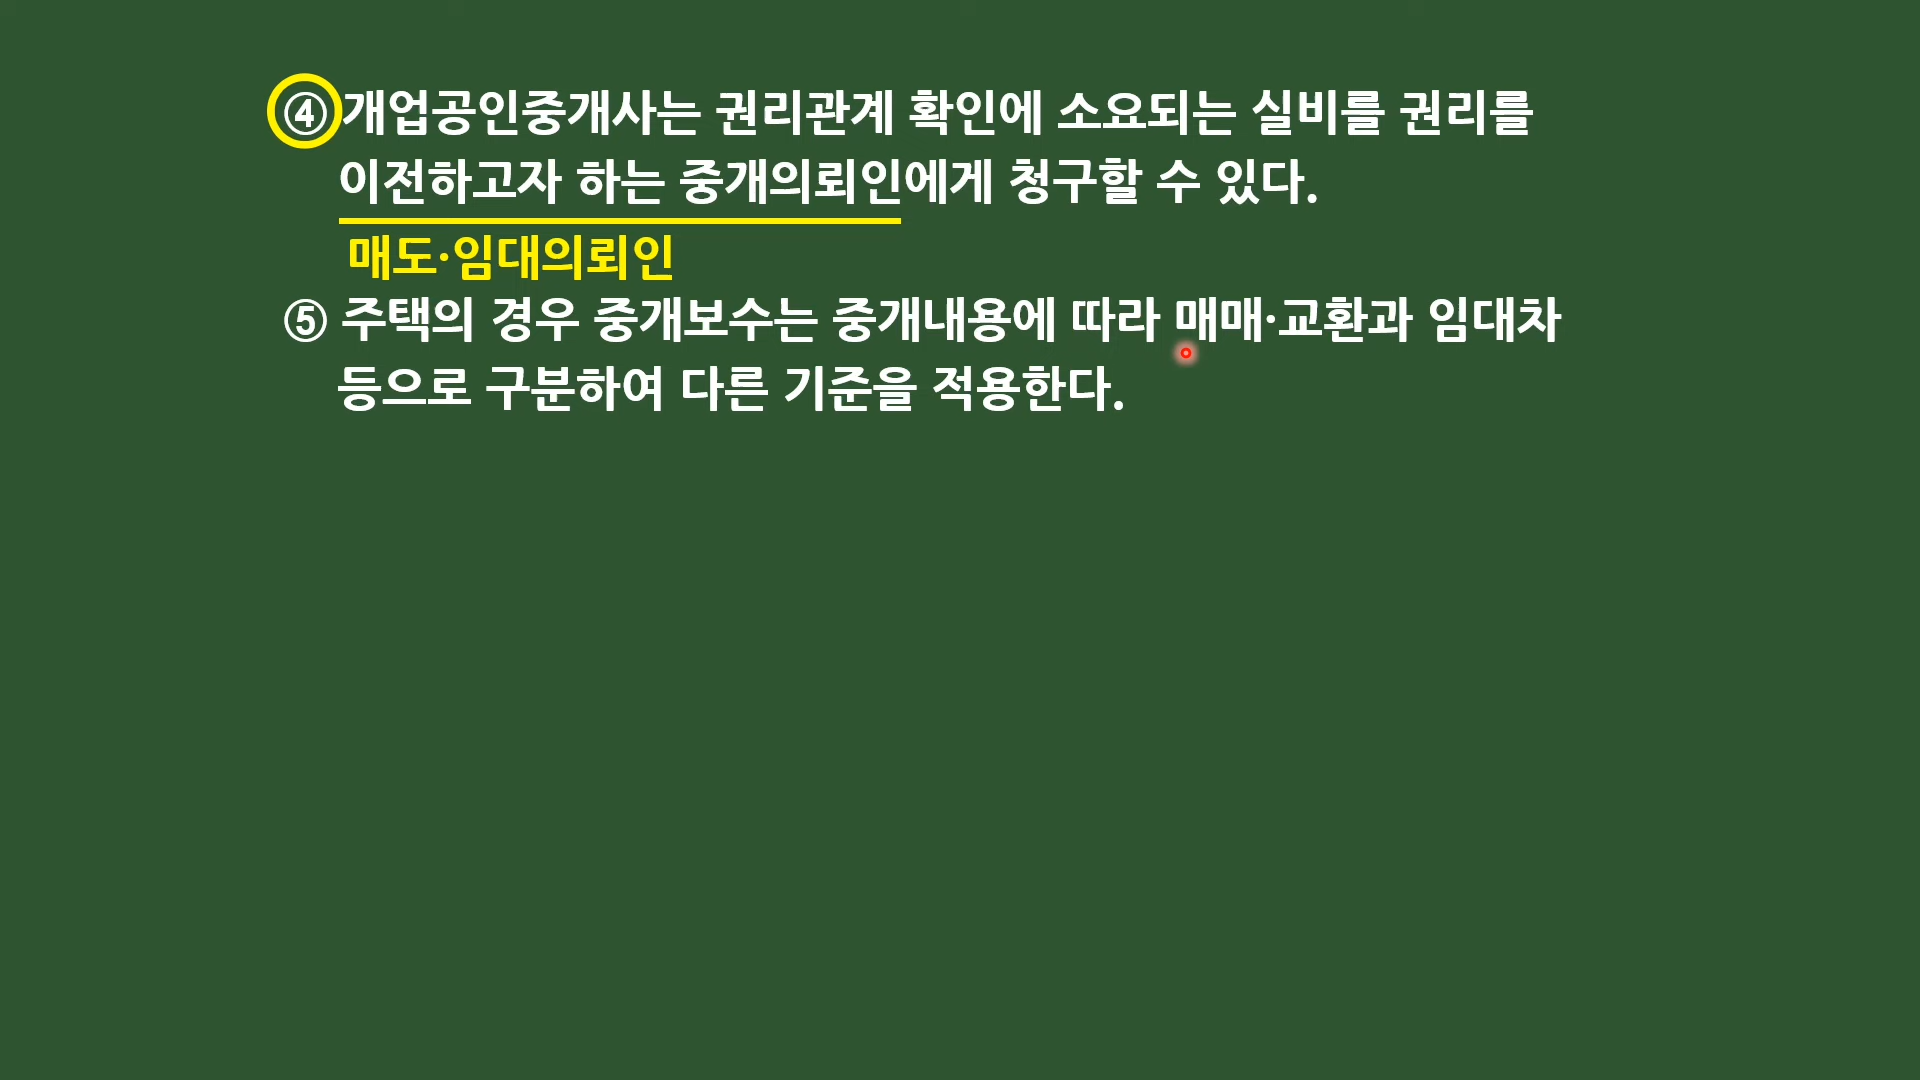 ④ 개업공인중개사는 권리관계 확인에 소요되는 실비를 권리를
이전하고자 하는 중개의뢰인에게 청구할 수 있다.
매도·임대의뢰인
⑤ 주택의 경우 중개보수는 중개내용에 따라 매매·교환과 임대차
등으로 구분하여 다른 기준을 적용한다.